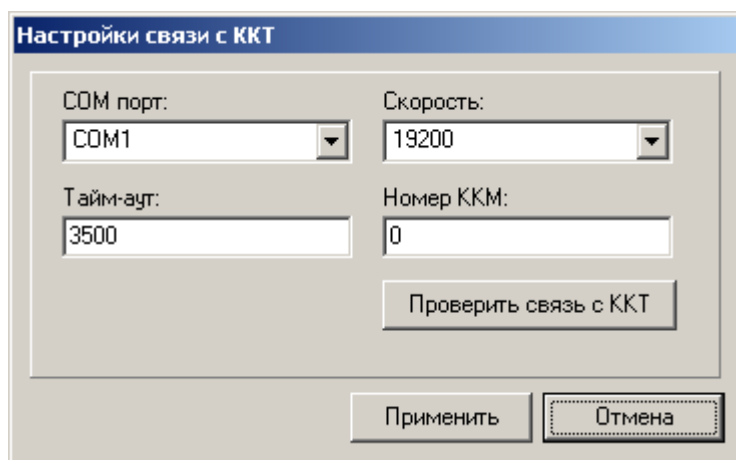 Настройки связи с ККТ
COM порт: Скорость:
COM1 19200
Тайм-аут: Номер ККМ:
3500 0
Проверить связь с ККТ
Применить Отмена